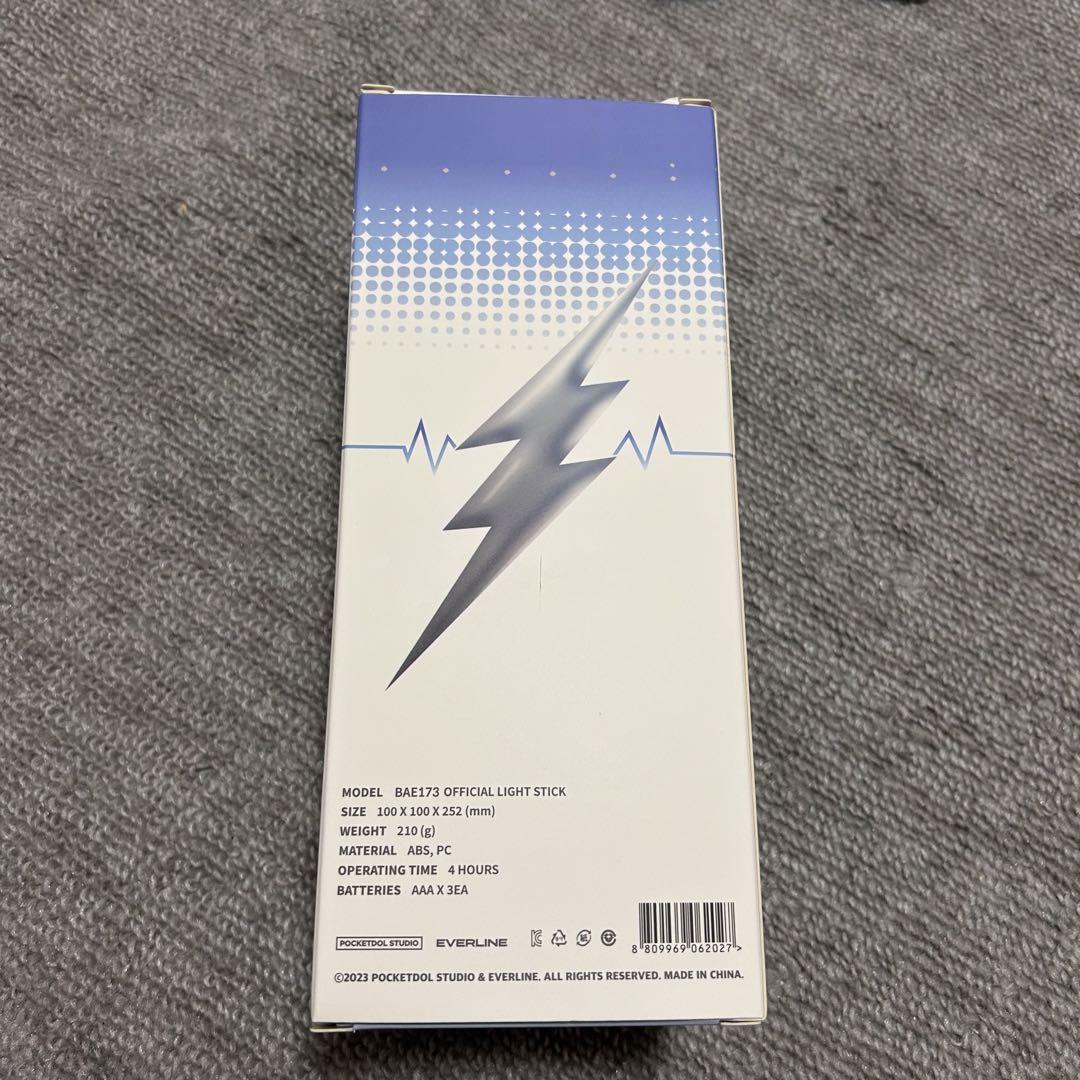 MODEL BAE173 OFFICIAL LIGHT STICK
SIZE 100 X 100 X 252 (mm)
WEIGHT 210 (g)
MATERIAL ABS, PC
OPERATING TIME 4 HOURS
BATTERIES AAA X 3EA
POCKETDOL STUDIO EVERLINE 8 809969 062027 >
©2023 POCKETDOL STUDIO & EVERLINE. ALL RIGHTS RESERVED. MADE IN CHINA.